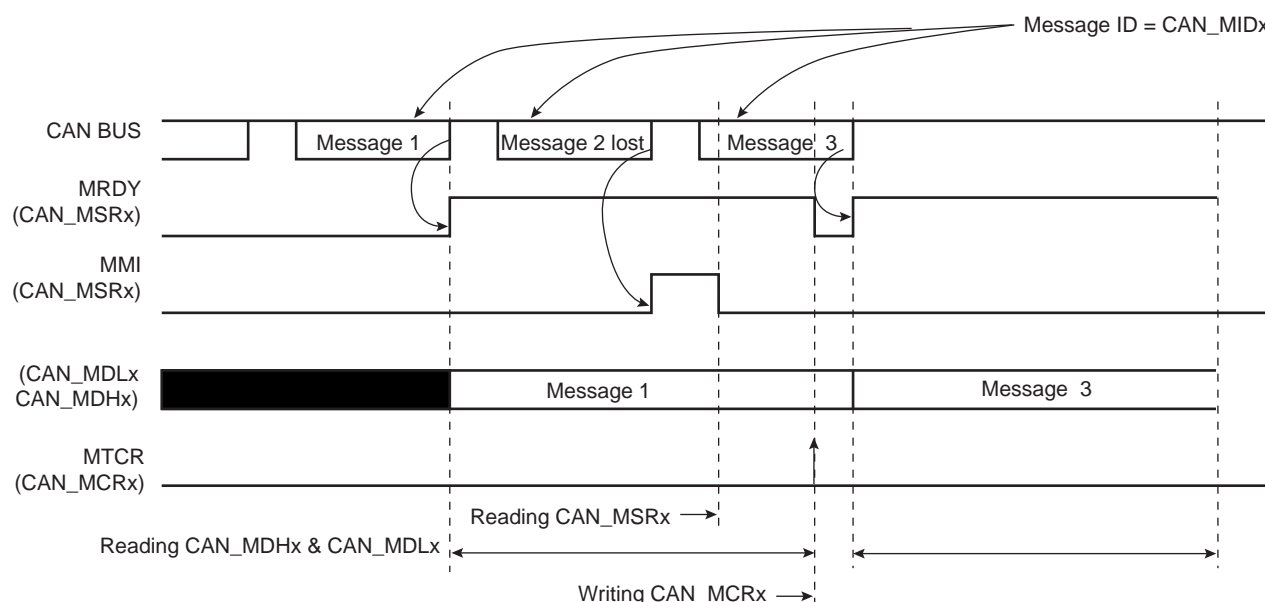 Message ID = CAN_MIDx
CAN BUS
Message 1
Message 2 lost
Message 3
MRDY
(CAN_MSRx)
MMI
(CAN_MSRx)
(CAN_MDLx
CAN_MDHx)
Message 1
Message 3
MTCR
(CAN_MCRx)
Reading CAN_MSRx
Reading CAN_MDHx & CAN_MDLx
Writing CAN_MCRx